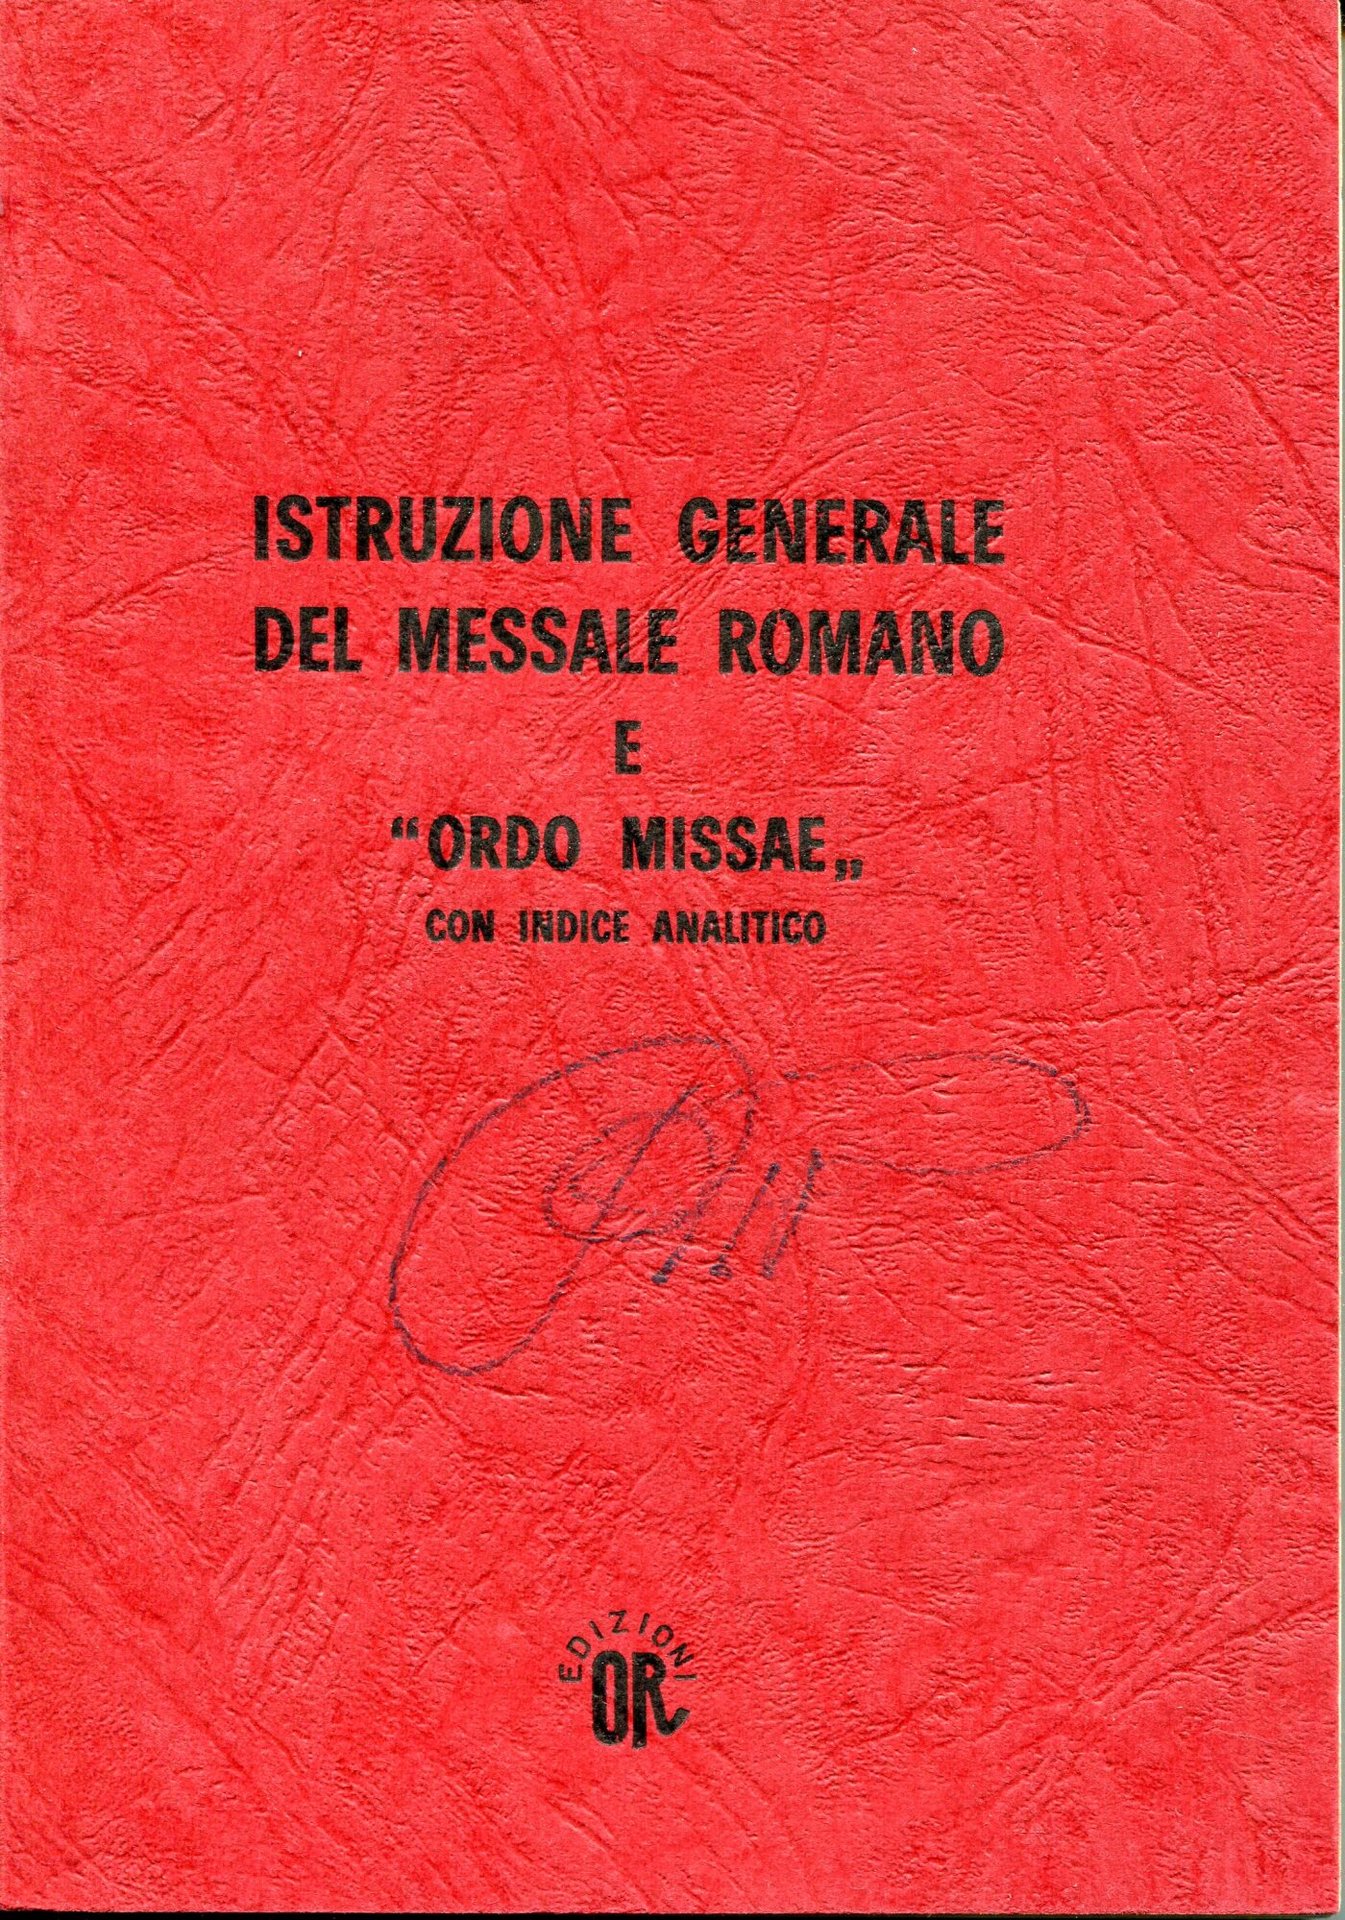 ISTRUZIONE GENERALE
DEL MESSALE ROMANO
E
“ORDO MISSAE„
CON INDICE ANALITICO
EDIZIONI
OR